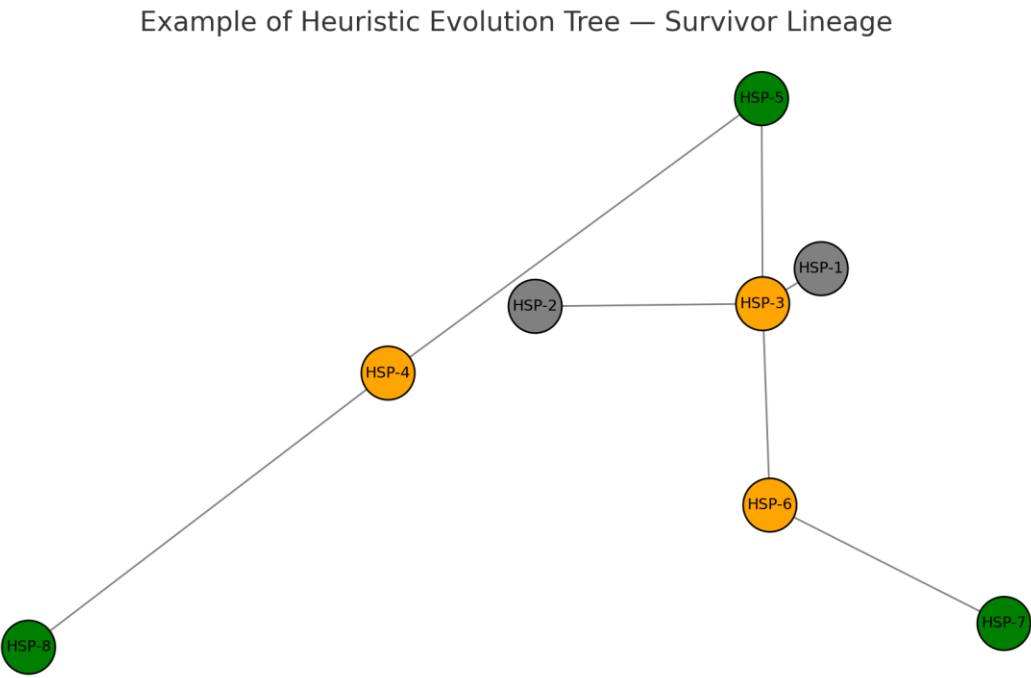 Example of Heuristic Evolution Tree — Survivor Lineage
HSP-5
HSP-1
HSP-3
HSP-2
HSP-4
HSP-6
HSP-7
HSP-8